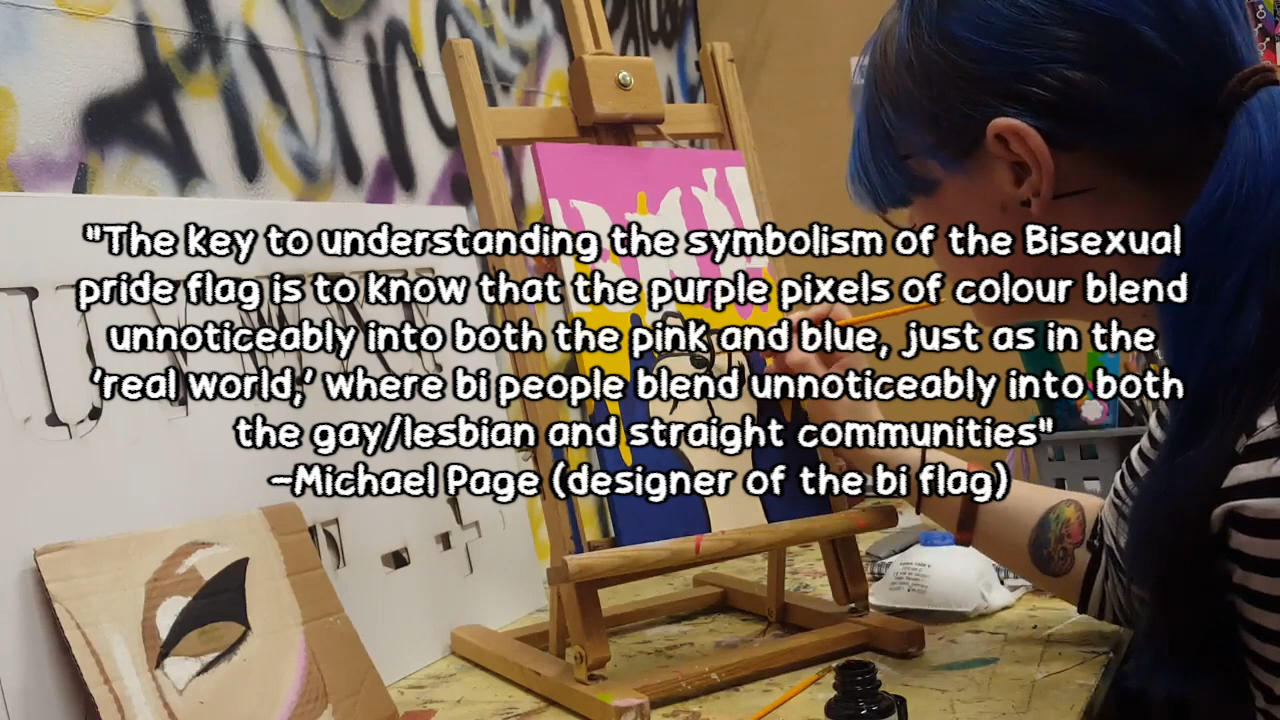 "The key to understanding the symbolism of the Bisexual
pride flag is to know that the purple pixels of colour blend
unnoticeably into both the pink and blue, just as in the
'real world,' where bi people blend unnoticeably into both
the gay/lesbian and straight communities"
-Michael Page (designer of the bi flag)